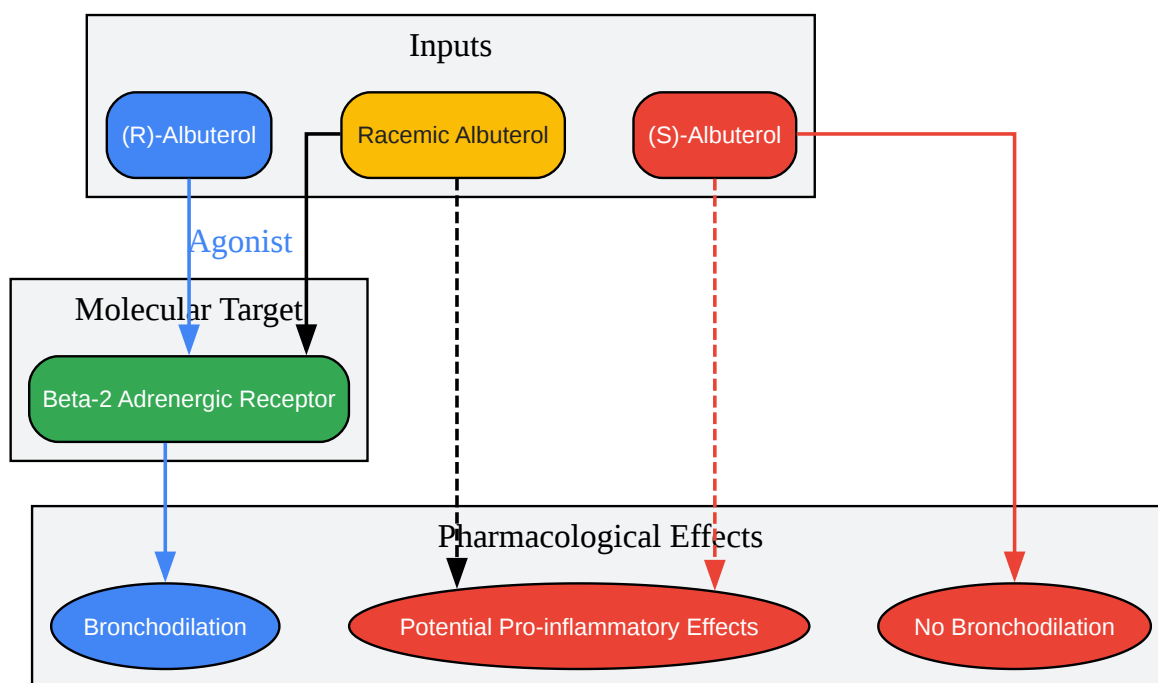 Inputs
(R)-Albuterol
Racemic Albuterol
(S)-Albuterol
Agonist
Molecular Target
Beta-2 Adrenergic Receptor
Pharmacological Effects
Bronchodilation
Potential Pro-inflammatory Effects
No Bronchodilation